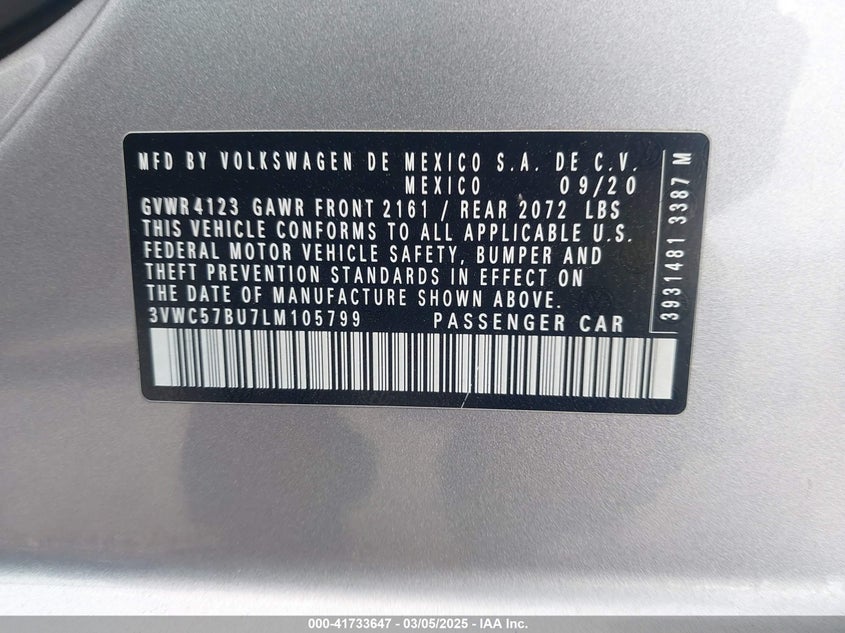 MFD BY VOLKSWAGEN DE MEXICO S.A. DE C.V.
MEXICO 09/20
GVWR 4123 GAWR FRONT 2161 / REAR 2072 LBS
THIS VEHICLE CONFORMS TO ALL APPLICABLE U.S.
FEDERAL MOTOR VEHICLE SAFETY, BUMPER AND
THEFT PREVENTION STANDARDS IN EFFECT ON
THE DATE OF MANUFACTURE SHOWN ABOVE.
3VWC57BU7LM105799 PASSENGER CAR
3931481 3387 M
000-41733647 | 03/05/2025 - IAA Inc.